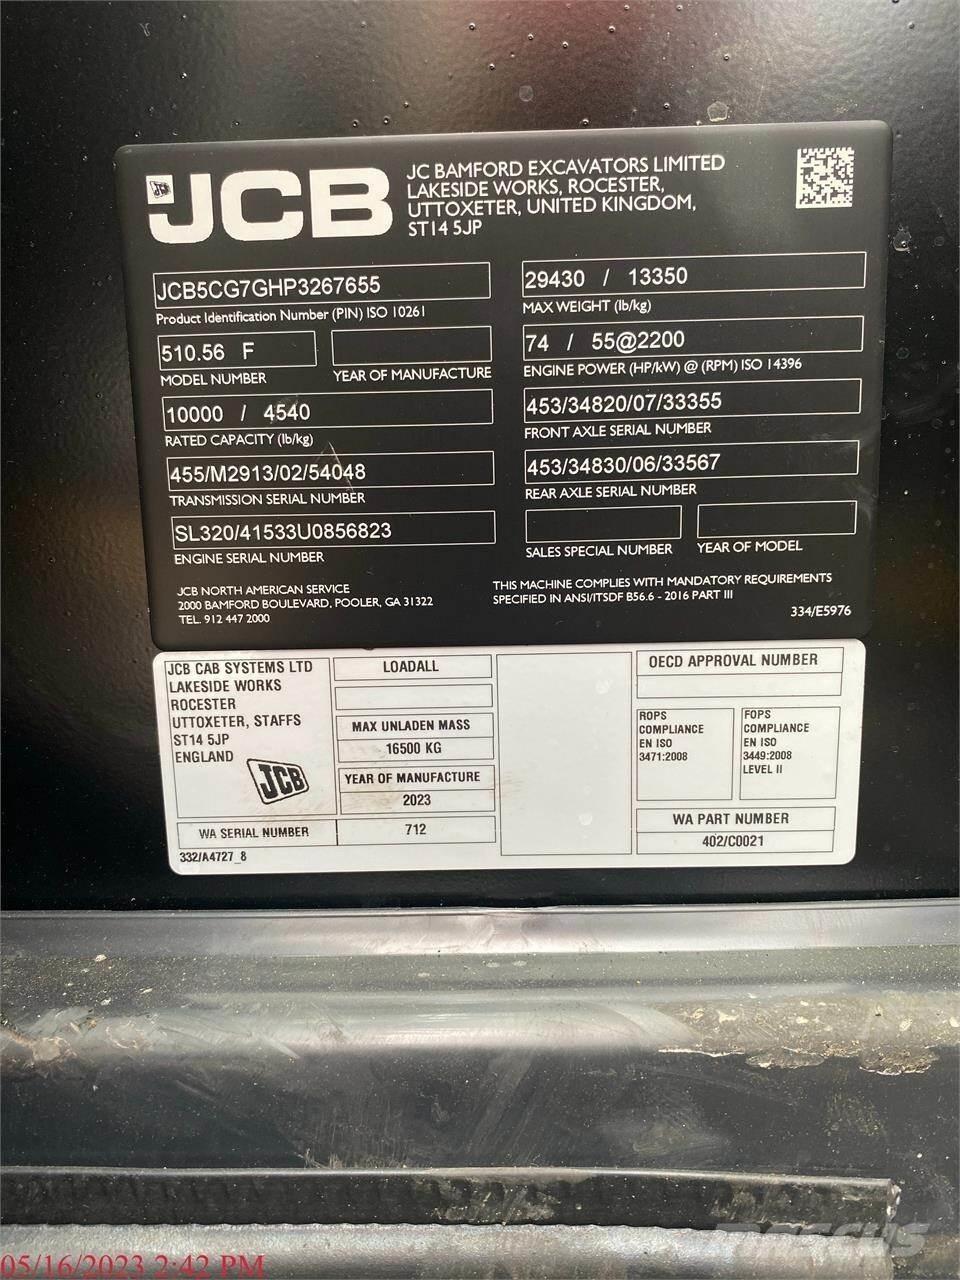 JCB
JC BAMFORD EXCAVATORS LIMITED
LAKESIDE WORKS, ROCESTER,
UTTOXETER, UNITED KINGDOM,
ST14 5JP
JCB5CG7GHP3267655
Product Identification Number (PIN) ISO 10261
510.56 F
MODEL NUMBER
YEAR OF MANUFACTURE
10000 / 4540
RATED CAPACITY (lb/kg)
455/M2913/02/54048
TRANSMISSION SERIAL NUMBER
SL320/41533U0856823
ENGINE SERIAL NUMBER
29430 / 13350
MAX WEIGHT (lb/kg)
74 / 55@2200
ENGINE POWER (HP/kW) @ (RPM) ISO 14396
453/34820/07/33355
FRONT AXLE SERIAL NUMBER
453/34830/06/33567
REAR AXLE SERIAL NUMBER
SALES SPECIAL NUMBER
YEAR OF MODEL
JCB NORTH AMERICAN SERVICE
2000 BAMFORD BOULEVARD, POOLER, GA 31322
TEL. 912 447 2000
THIS MACHINE COMPLIES WITH MANDATORY REQUIREMENTS
SPECIFIED IN ANSI/ITSDF B56.6 - 2016 PART III
334/E5976
JCB CAB SYSTEMS LTD
LAKESIDE WORKS
ROCESTER
UTTOXETER, STAFFS
ST14 5JP
ENGLAND
JCB
WA SERIAL NUMBER
712
332/A4727_8
LOADALL
MAX UNLADEN MASS
16500 KG
YEAR OF MANUFACTURE
2023
OECD APPROVAL NUMBER
ROPS
COMPLIANCE
EN ISO
3471:2008
FOPS
COMPLIANCE
EN ISO
3449:2008
LEVEL II
WA PART NUMBER
402/C0021
05/16/2023 2:42 PM
MASCUS